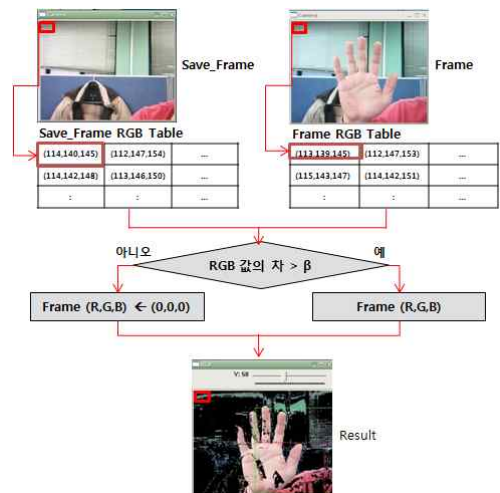 Save_Frame
Frame
Save_Frame RGB Table
Frame RGB Table
(114,140,145) (112,147,154) ...
(114,142,148) (113,146,150) ...
: : ...
(113,139,145) (112,147,153) ...
(115,143,147) (114,142,151) ...
: : ...
아니오
예
RGB 값의 차 > β
Frame (R,G,B) ← (0,0,0)
Frame (R,G,B)
V: 58
Result